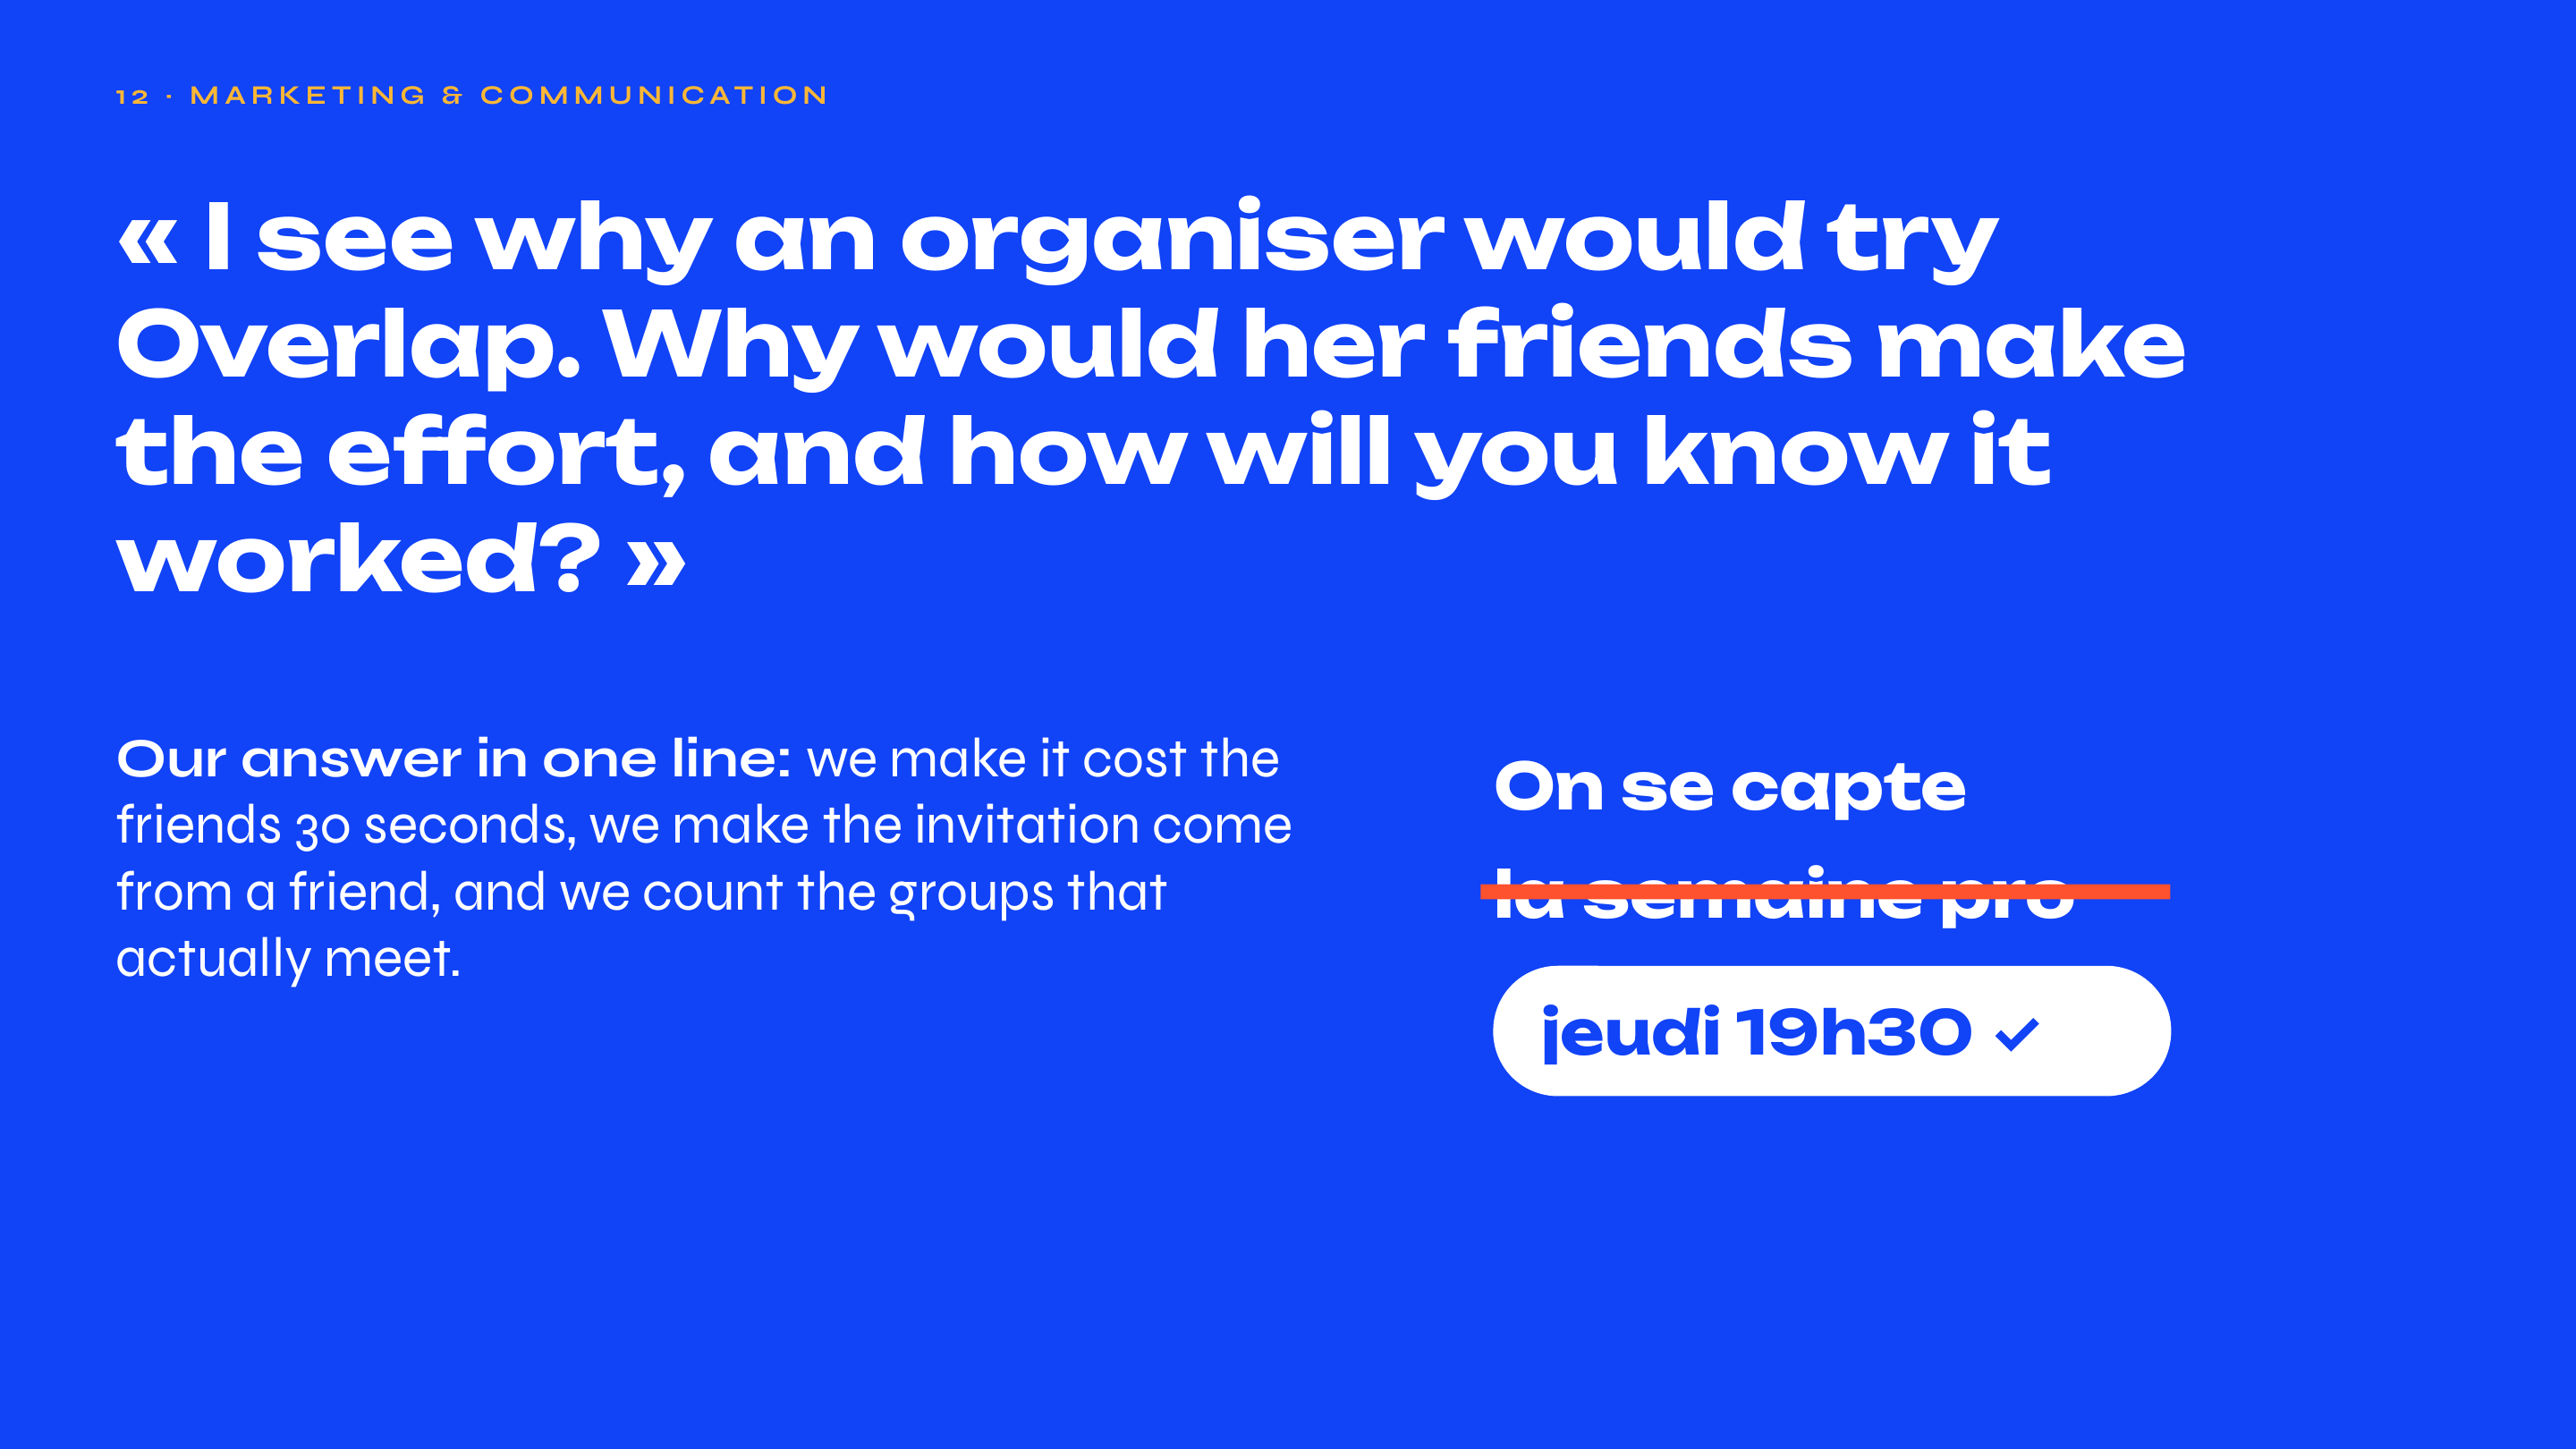 12 · MARKETING & COMMUNICATION
« I see why an organiser would try
Overlap. Why would her friends make
the effort, and how will you know it
worked? »
Our answer in one line: we make it cost the
friends 30 seconds, we make the invitation come
from a friend, and we count the groups that
actually meet.
On se capte
la semaine pro
jeudi 19h30 ✓